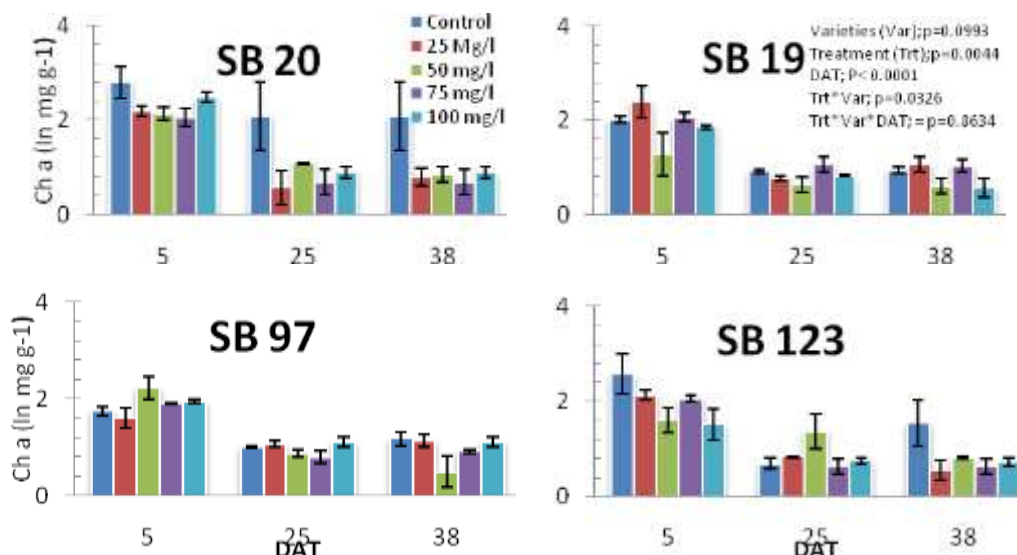 4
Control
25 Mg/l
50 mg/l
75 mg/l
100 mg/l
SB 20
Ch a (ln mg g-1)
2
0
5 25 38
4
SB 19
Varieties (Var);p=0.0993
Treatment (Trt);p=0.0044
DAT; P<0.0001
Trt*Var; p=0.0326
Trt*Var*DAT; =p=0.8634
2
0
5 25 38
4
SB 97
Ch a (ln mg g-1)
2
0
5 25 38
DAT
4
SB 123
2
0
5 25 38
DAT